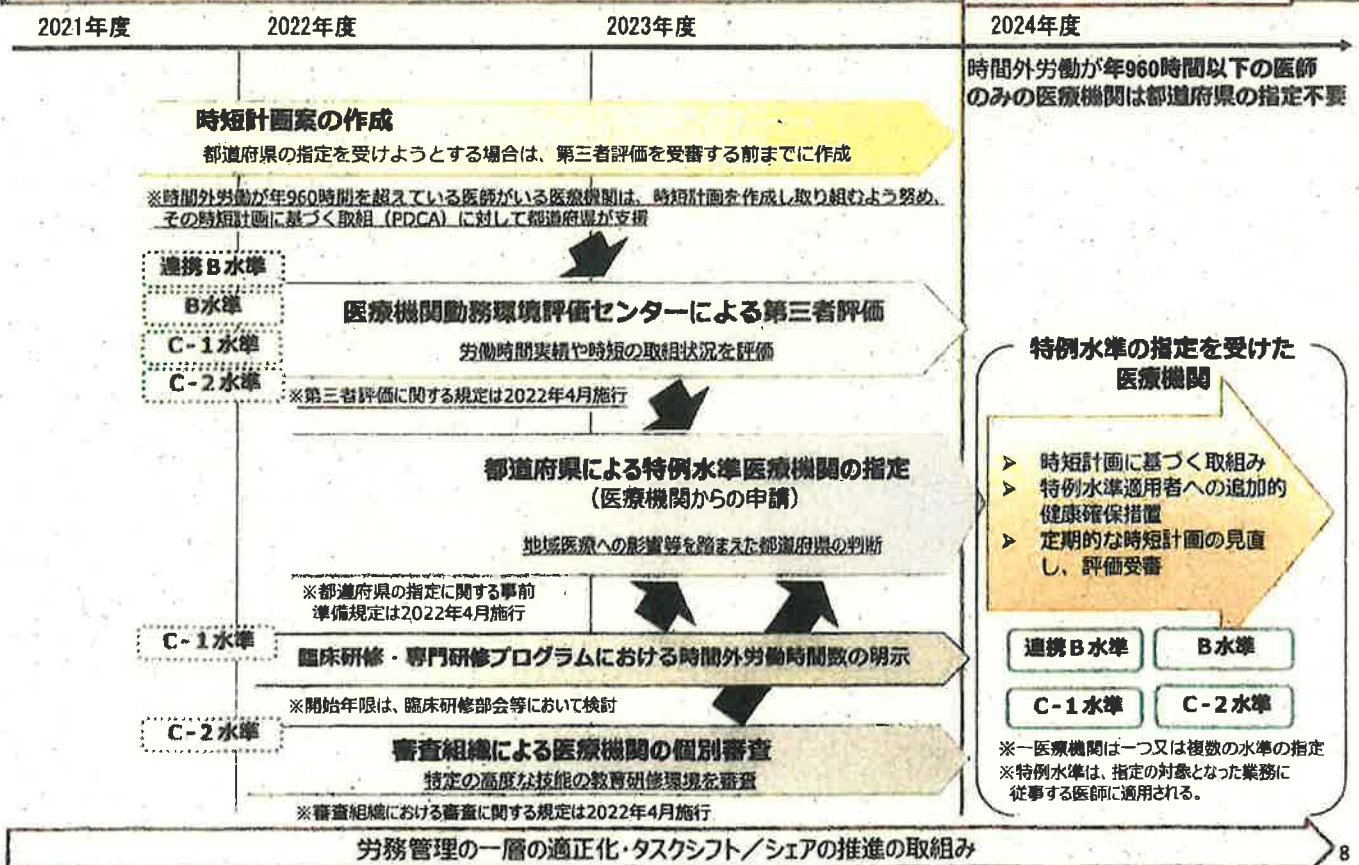 2021年度
2022年度
2023年度
2024年度
時間外労働が年960時間以下の医師
のみの医療機関は都道府県の指定不要
時短計画案の作成
都道府県の指定を受けようとする場合は、第三者評価を受審する前までに作成
※時間外労働が年960時間を超えている医師がいる医療機関は、時短計画を作成し取り組むよう努め、
その時短計画に基づく取組（PDCA）に対して都道府県が支援
連携B水準
B水準
C-1水準
C-2水準
医療機関勤務環境評価センターによる第三者評価
労働時間実績や時短の取組状況を評価
※第三者評価に関する規定は2022年4月施行
都道府県による特例水準医療機関の指定
（医療機関からの申請）
地域医療への影響等を踏まえた都道府県の判断
※都道府県の指定に関する事前
準備規定は2022年4月施行
C-1水準
臨床研修・専門研修プログラムにおける時間外労働時間数の明示
※開始年限は、臨床研修部会等において検討
C-2水準
審査組織による医療機関の個別審査
特定の高度な技能の教育研修環境を審査
※審査組織における審査に関する規定は2022年4月施行
特例水準の指定を受けた
医療機関
➤ 時短計画に基づく取組み
➤ 特例水準適用者への追加的
健康確保措置
➤ 定期的な時短計画の見直
し、評価受審
連携B水準
B水準
C-1水準
C-2水準
※一医療機関は一つ又は複数の水準の指定
※特例水準は、指定の対象となった業務に
従事する医師に適用される。
労務管理の一層の適正化・タスクシフト／シェアの推進の取組み
8